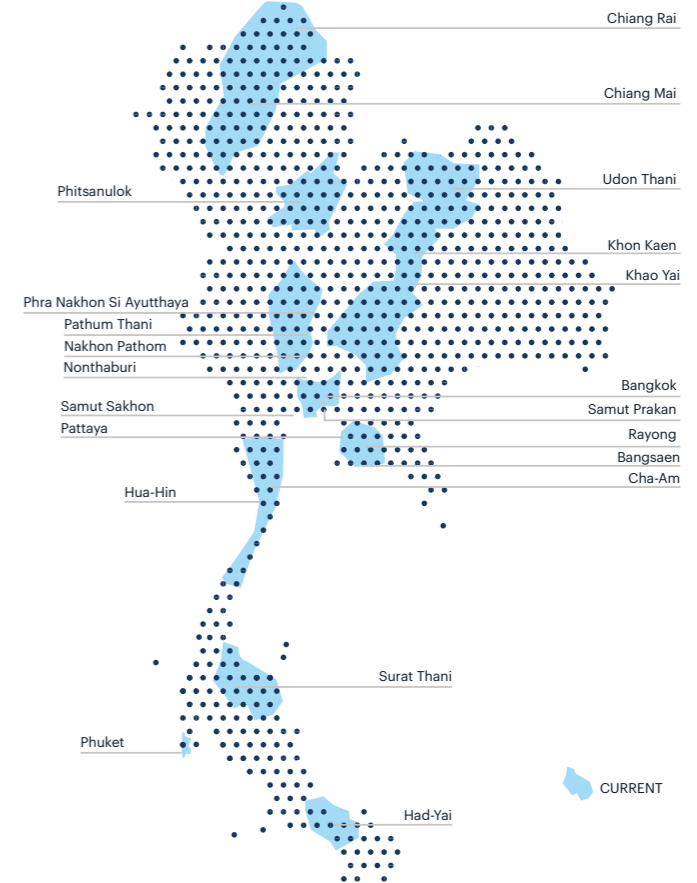 Chiang Rai
Chiang Mai
Udon Thani
Phitsanulok
Khon Kaen
Khao Yai
Phra Nakhon Si Ayutthaya
Pathum Thani
Nakhon Pathom
Nonthaburi
Bangkok
Samut Sakhon
Samut Prakan
Pattaya
Rayong
Bangsaen
Cha-Am
Hua-Hin
Surat Thani
Phuket
CURRENT
Had-Yai